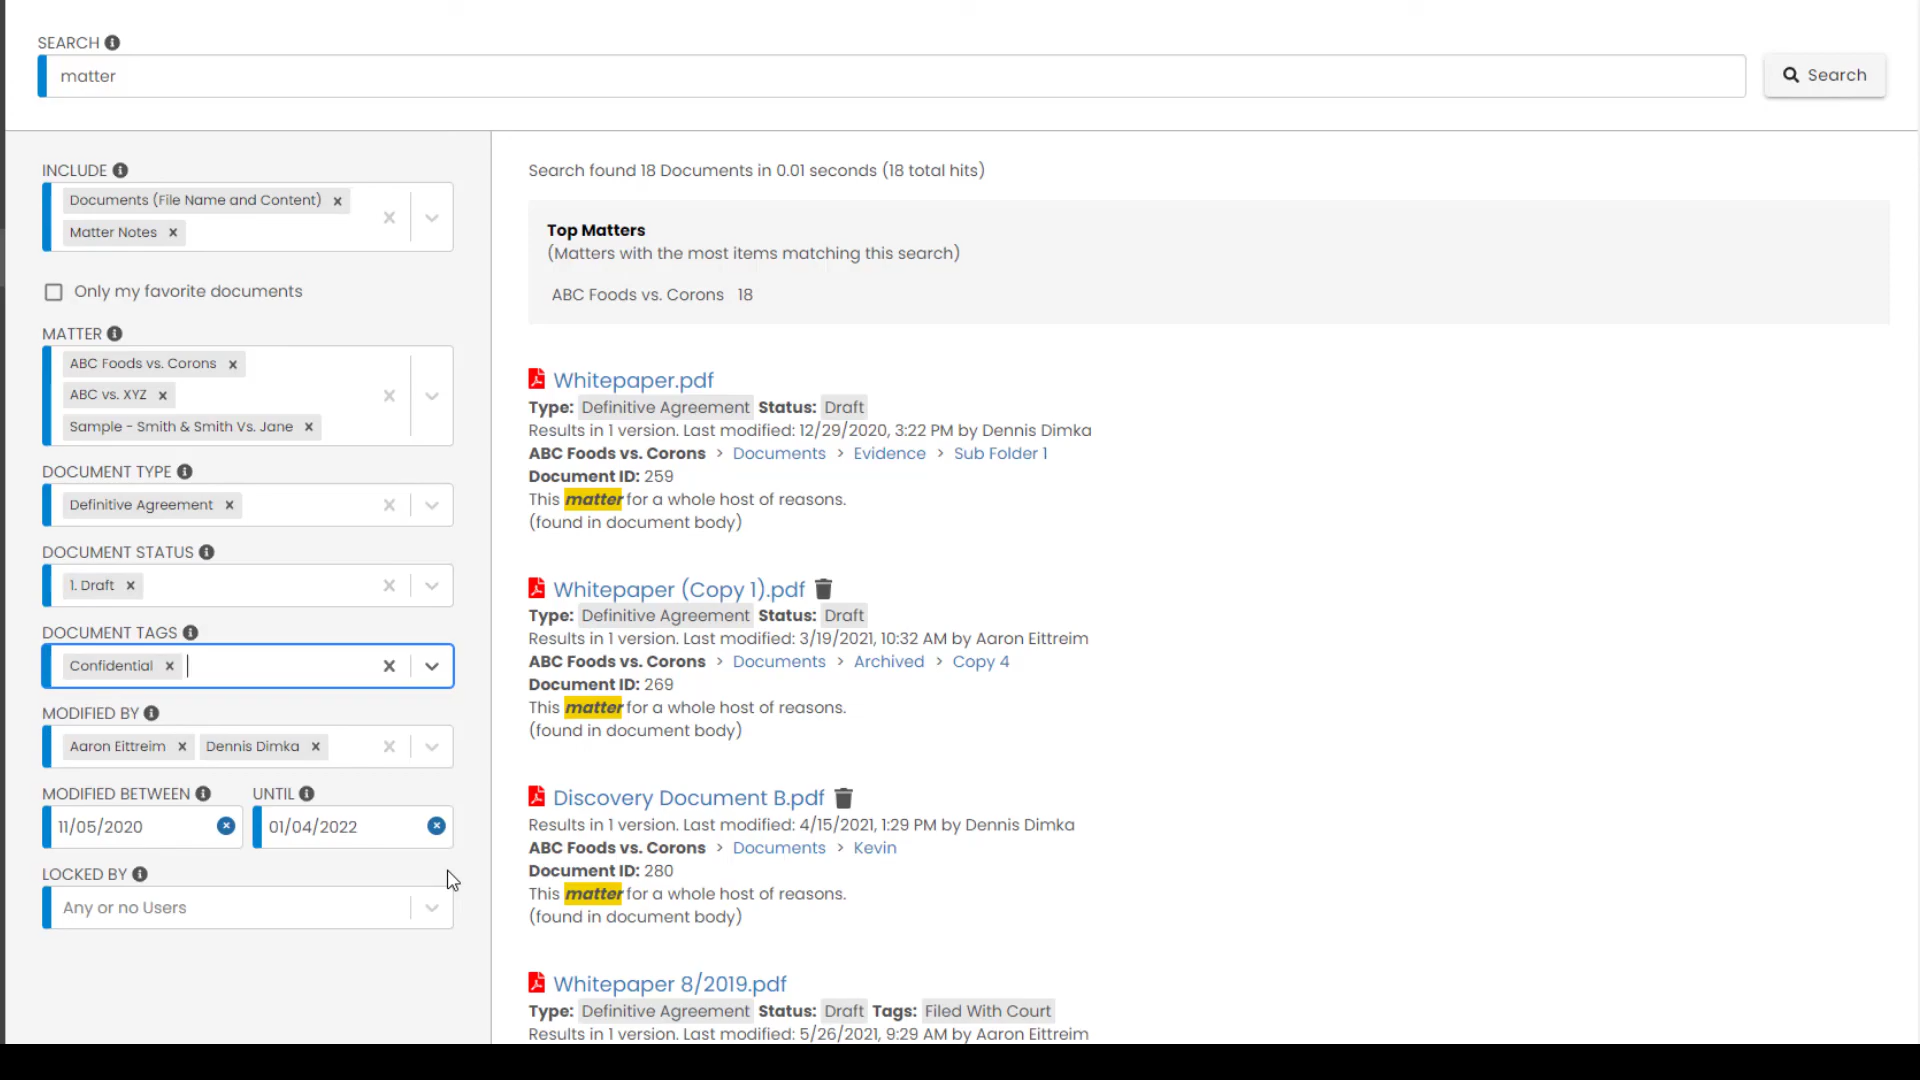 SEARCH
matter
Search
INCLUDE
Documents (File Name and Content) ×
Matter Notes ×
Only my favorite documents
MATTER
ABC Foods vs. Corons ×
ABC vs. XYZ ×
Sample - Smith & Smith Vs. Jane ×
DOCUMENT TYPE
Definitive Agreement ×
DOCUMENT STATUS
1. Draft ×
DOCUMENT TAGS
Confidential ×
MODIFIED BY
Aaron Eittreim × Dennis Dimka ×
MODIFIED BETWEEN UNTIL
11/05/2020 01/04/2022
LOCKED BY
Any or no Users
Search found 18 Documents in 0.01 seconds (18 total hits)
Top Matters
(Matters with the most items matching this search)
ABC Foods vs. Corons 18
Whitepaper.pdf
Type: Definitive Agreement Status: Draft
Results in 1 version. Last modified: 12/29/2020, 3:22 PM by Dennis Dimka
ABC Foods vs. Corons > Documents > Evidence > Sub Folder 1
Document ID: 259
This matter for a whole host of reasons.
(found in document body)
Whitepaper (Copy 1).pdf
Type: Definitive Agreement Status: Draft
Results in 1 version. Last modified: 3/19/2021, 10:32 AM by Aaron Eittreim
ABC Foods vs. Corons > Documents > Archived > Copy 4
Document ID: 269
This matter for a whole host of reasons.
(found in document body)
Discovery Document B.pdf
Results in 1 version. Last modified: 4/15/2021, 1:29 PM by Dennis Dimka
ABC Foods vs. Corons > Documents > Kevin
Document ID: 280
This matter for a whole host of reasons.
(found in document body)
Whitepaper 8/2019.pdf
Type: Definitive Agreement Status: Draft Tags: Filed With Court
Results in 1 version. Last modified: 5/26/2021, 9:29 AM by Aaron Eittreim